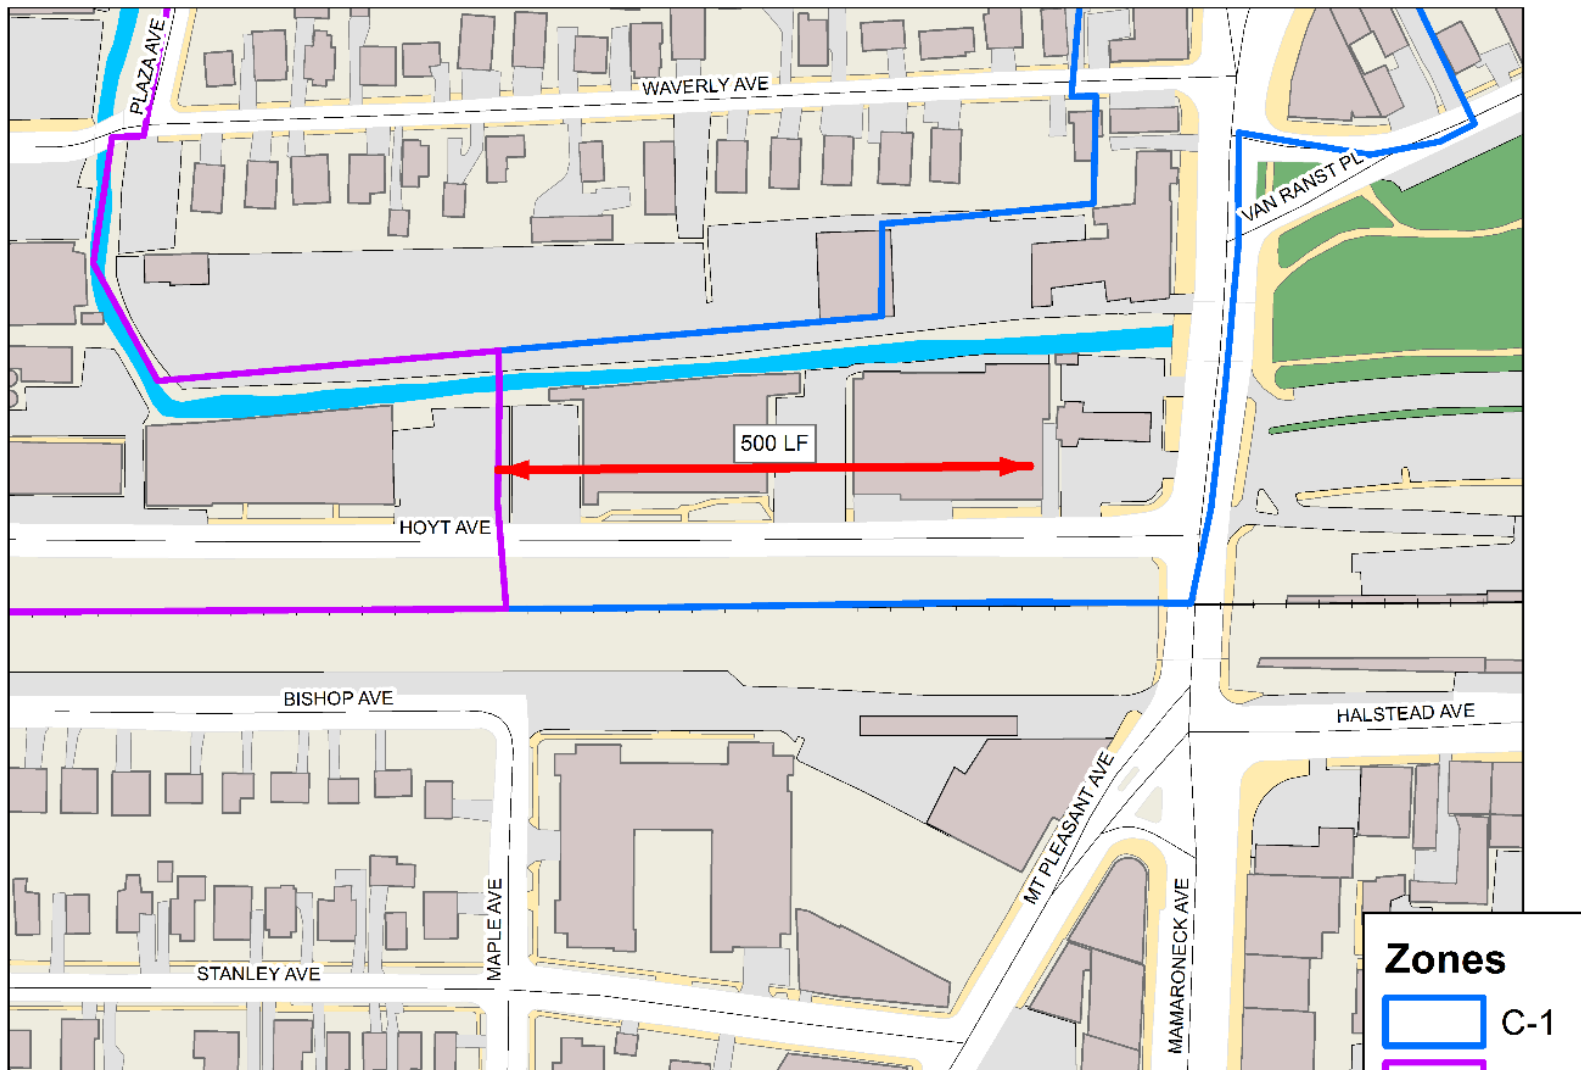 PLAZA AVE
WAVERLY AVE
VAN RANST PL
500 LF
HOYT AVE
BISHOP AVE
HALSTEAD AVE
MT PLEASANT AVE
MAPLE AVE
STANLEY AVE
MAMARONECK AVE
Zones
C-1